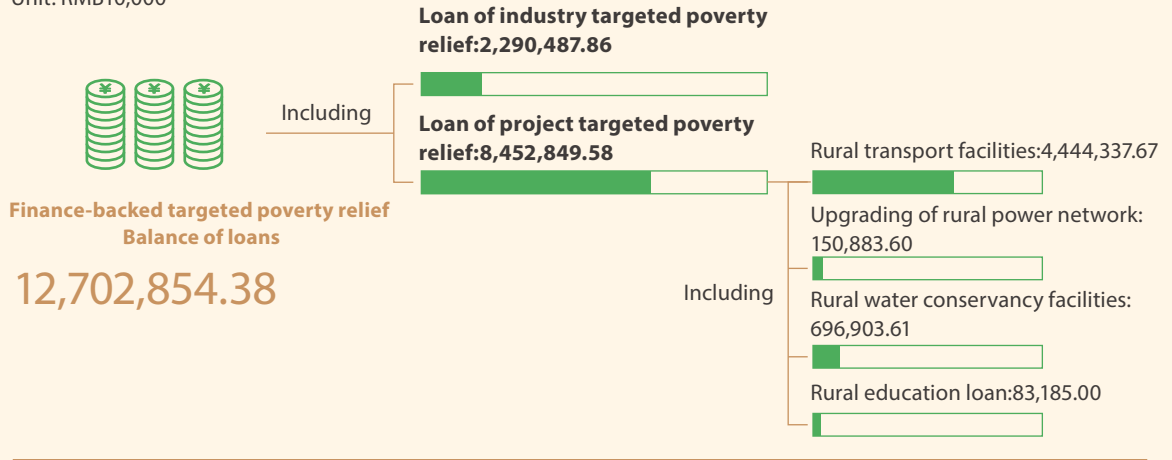 Unit: RMB10,000
Loan of industry targeted poverty
relief:2,290,487.86
¥ ¥ ¥
Including
Loan of project targeted poverty
relief:8,452,849.58
Finance-backed targeted poverty relief
Balance of loans
12,702,854.38
Including
Rural transport facilities:4,444,337.67
Upgrading of rural power network:
150,883.60
Rural water conservancy facilities:
696,903.61
Rural education loan:83,185.00